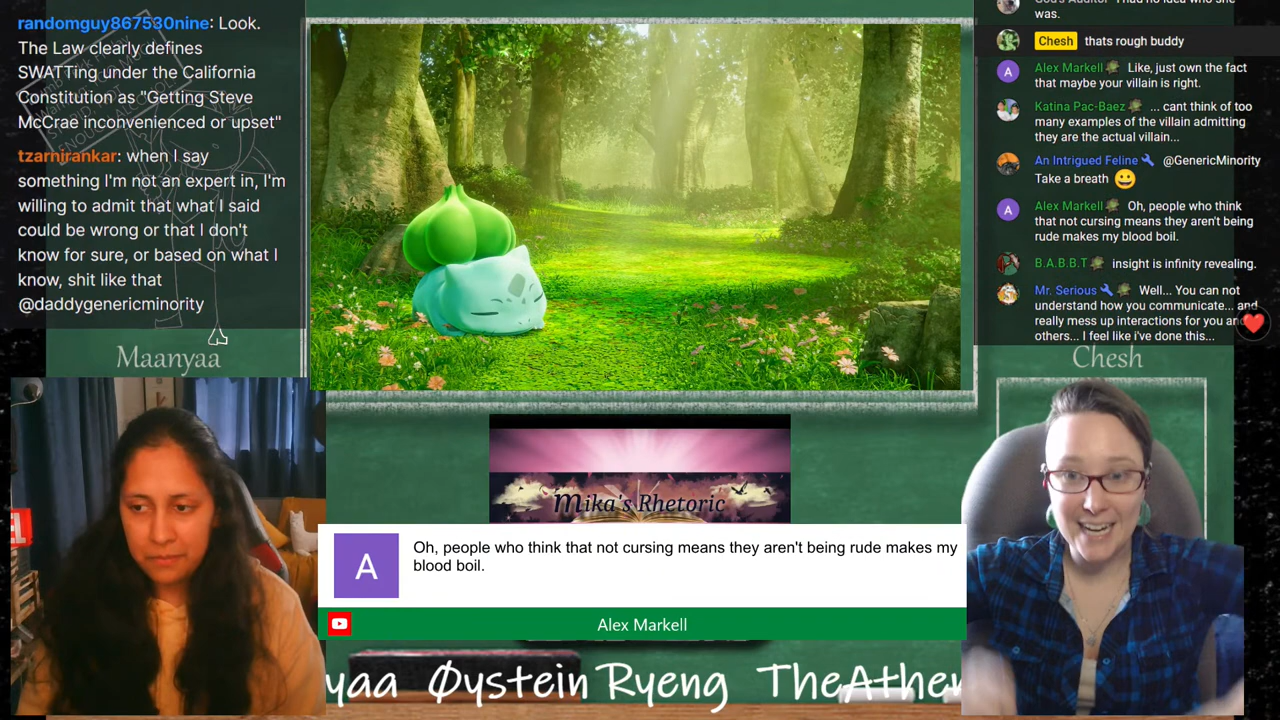 randomguy867530nine: Look.
The Law clearly defines
SWATTing under the California
Constitution as "Getting Steve
McCrae inconvenienced or upset"
tzarnirankar: when I say
something I'm not an expert in, I'm
willing to admit that what I said
could be wrong or that I don't
know for sure, or based on what I
know, shit like that
@daddygenericminority
was.
Chesh thats rough buddy
Alex Markell Like, just own the fact
that maybe your villain is right.
Katina Pac-Baez ... cant think of too
many examples of the villain admitting
they are the actual villain...
An Intrigued Feline @GenericMinority
Take a breath 😀
Alex Markell Oh, people who think
that not cursing means they aren't being
rude makes my blood boil.
B.A.B.B.T insight is infinity revealing.
Mr. Serious Well... You can not
understand how you communicate... and
really mess up interactions for you and
others... I feel like i've done this...
Maanyaa
Chesh
Mika's Rhetoric
A
Oh, people who think that not cursing means they aren't being rude makes my
blood boil.
Alex Markell
yaa Øystein Ryeng TheAthe